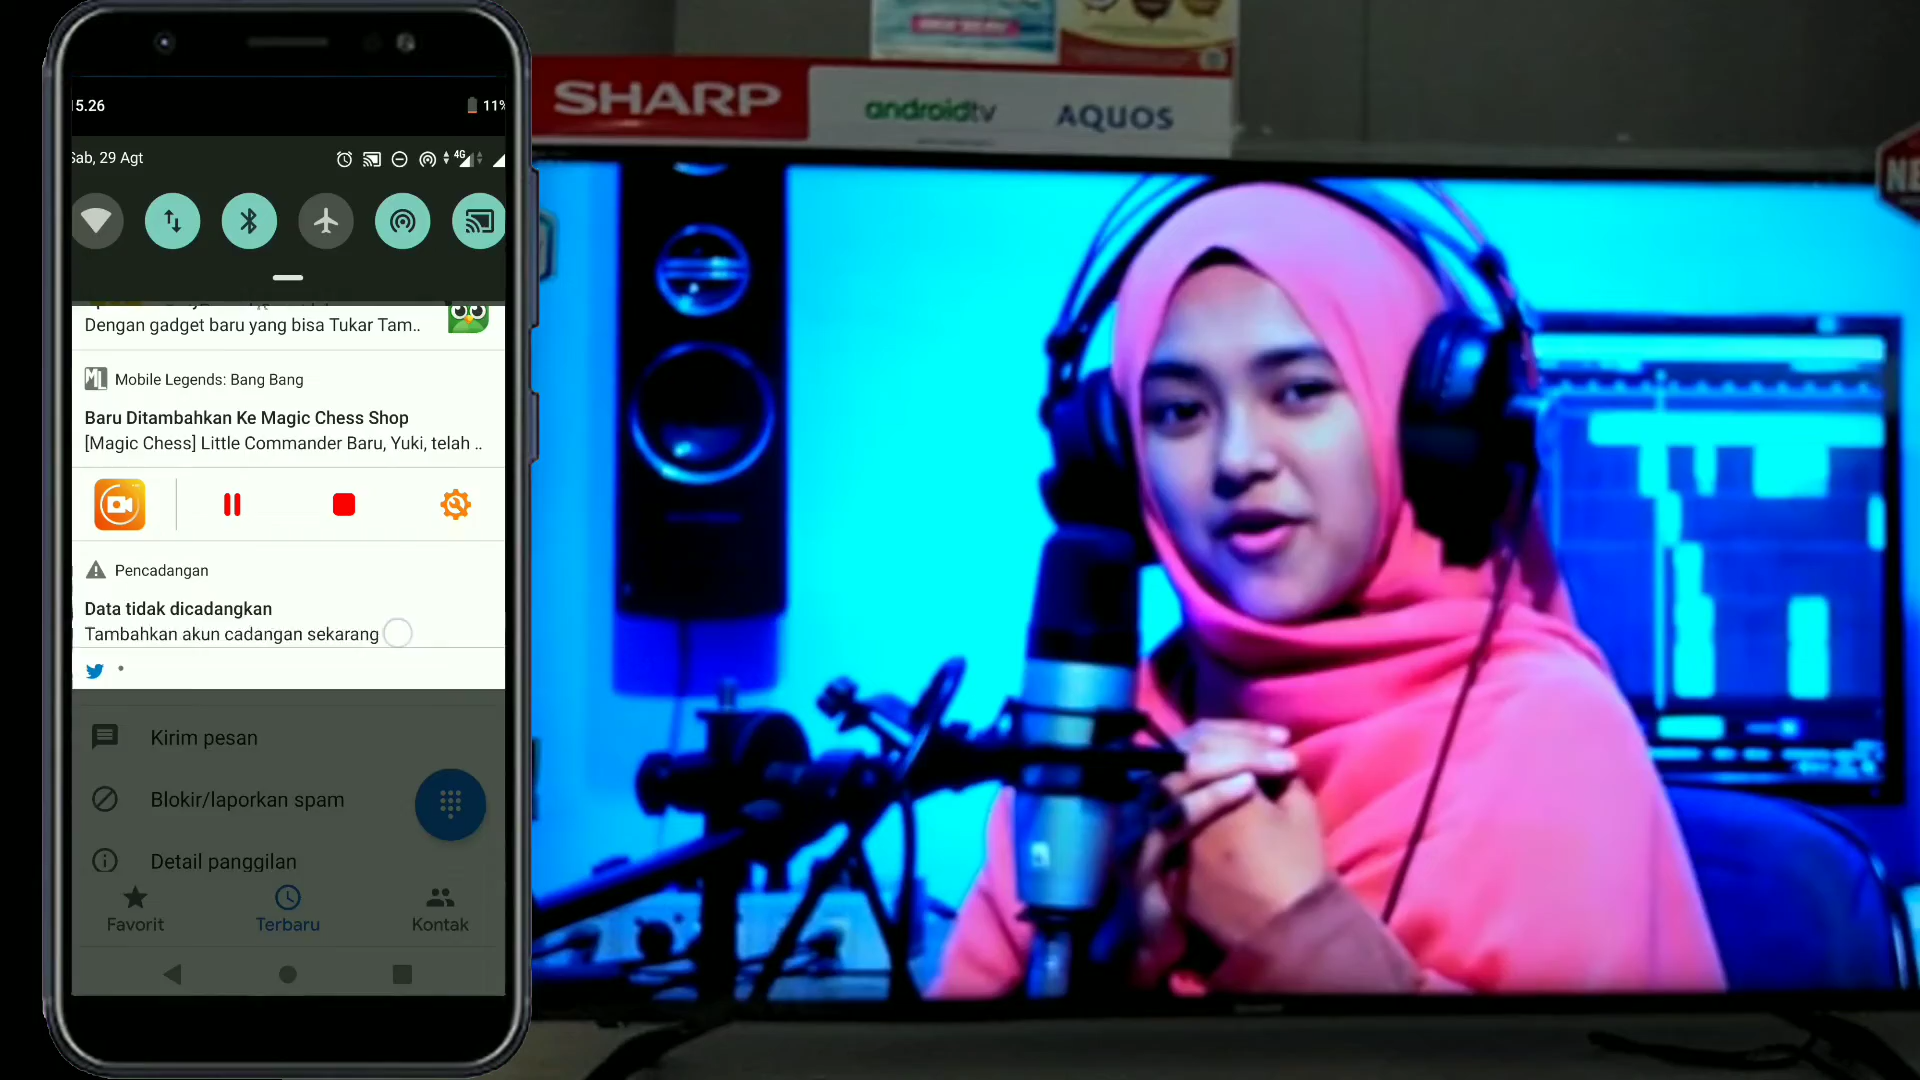 15.26
11%
Sab, 29 Agt
4G
Dengan gadget baru yang bisa Tukar Tam..
Mobile Legends: Bang Bang
Baru Ditambahkan Ke Magic Chess Shop
[Magic Chess] Little Commander Baru, Yuki, telah ..
Pencadangan
Data tidak dicadangkan
Tambahkan akun cadangan sekarang
Kirim pesan
Blokir/laporkan spam
Detail panggilan
Favorit
Terbaru
Kontak
SHARP
androidtv
AQUOS